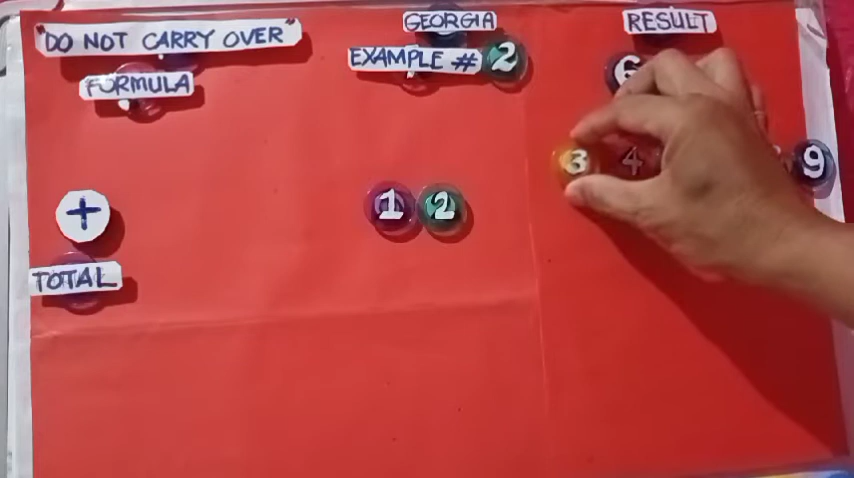 "DO NOT CARRY OVER"
GEORGIA
RESULT
FORMULA
EXAMPLE # 2
6
3 4 9
+
1 2
TOTAL